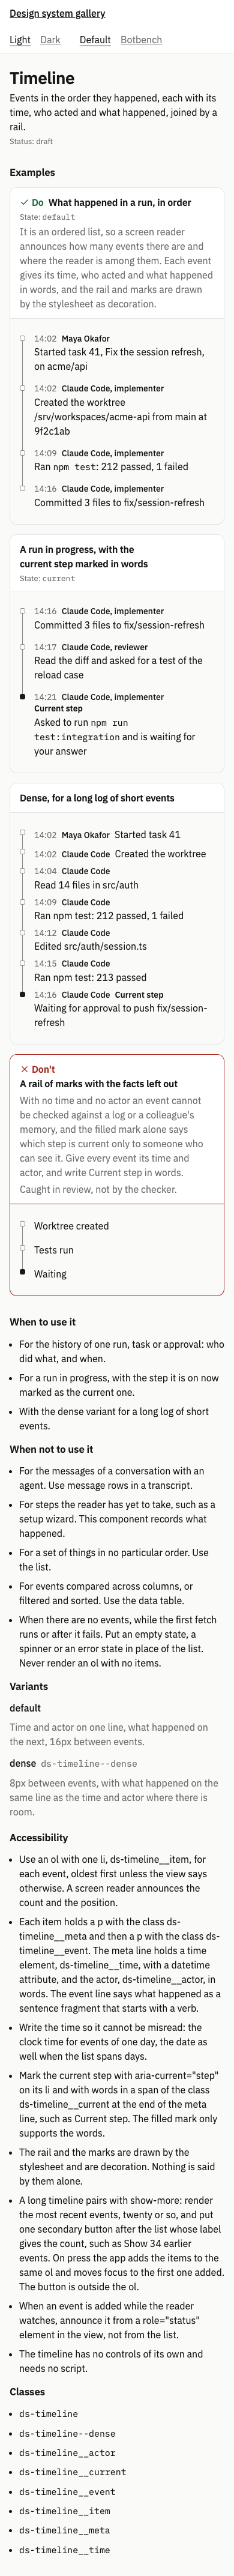 Design system gallery
Light Dark Default Botbench
Timeline
Events in the order they happened, each with its
time, who acted and what happened, joined by a
rail.
Status: draft
Examples
✓ Do What happened in a run, in order
State: default
It is an ordered list, so a screen reader
announces how many events there are and
where the reader is among them. Each event
gives its time, who acted and what happened
in words, and the rail and marks are drawn
by the stylesheet as decoration.
14:02 Maya Okafor
Started task 41, Fix the session refresh,
on acme/api
14:02 Claude Code, implementer
Created the worktree
/srv/workspaces/acme-api from main at
9f2c1ab
14:09 Claude Code, implementer
Ran npm test: 212 passed, 1 failed
14:16 Claude Code, implementer
Committed 3 files to fix/session-refresh
A run in progress, with the
current step marked in words
State: current
14:16 Claude Code, implementer
Committed 3 files to fix/session-refresh
14:17 Claude Code, reviewer
Read the diff and asked for a test of the
reload case
14:21 Claude Code, implementer
Current step
Asked to run npm run
test:integration and is waiting for
your answer
Dense, for a long log of short events
14:02 Maya Okafor Started task 41
14:02 Claude Code Created the worktree
14:04 Claude Code
Read 14 files in src/auth
14:09 Claude Code
Ran npm test: 212 passed, 1 failed
14:12 Claude Code
Edited src/auth/session.ts
14:15 Claude Code
Ran npm test: 213 passed
14:16 Claude Code Current step
Waiting for approval to push fix/session-
refresh
✕ Don't
A rail of marks with the facts left out
With no time and no actor an event cannot
be checked against a log or a colleague's
memory, and the filled mark alone says
which step is current only to someone who
can see it. Give every event its time and
actor, and write Current step in words.
Caught in review, not by the checker.
Worktree created
Tests run
Waiting
When to use it
• For the history of one run, task or approval: who
did what, and when.
• For a run in progress, with the step it is on now
marked as the current one.
• With the dense variant for a long log of short
events.
When not to use it
• For the messages of a conversation with an
agent. Use message rows in a transcript.
• For steps the reader has yet to take, such as a
setup wizard. This component records what
happened.
• For a set of things in no particular order. Use
the list.
• For events compared across columns, or
filtered and sorted. Use the data table.
• When there are no events, while the first fetch
runs or after it fails. Put an empty state, a
spinner or an error state in place of the list.
Never render an ol with no items.
Variants
default
Time and actor on one line, what happened on
the next, 16px between events.
dense ds-timeline--dense
8px between events, with what happened on the
same line as the time and actor where there is
room.
Accessibility
• Use an ol with one li, ds-timeline__item, for
each event, oldest first unless the view says
otherwise. A screen reader announces the
count and the position.
• Each item holds a p with the class ds-
timeline__meta and then a p with the class ds-
timeline__event. The meta line holds a time
element, ds-timeline__time, with a datetime
attribute, and the actor, ds-timeline__actor, in
words. The event line says what happened as a
sentence fragment that starts with a verb.
• Write the time so it cannot be misread: the
clock time for events of one day, the date as
well when the list spans days.
• Mark the current step with aria-current="step"
on its li and with words in a span of the class
ds-timeline__current at the end of the meta
line, such as Current step. The filled mark only
supports the words.
• The rail and the marks are drawn by the
stylesheet and are decoration. Nothing is said
by them alone.
• A long timeline pairs with show-more: render
the most recent events, twenty or so, and put
one secondary button after the list whose label
gives the count, such as Show 34 earlier
events. On press the app adds the items to the
same ol and moves focus to the first one added.
The button is outside the ol.
• When an event is added while the reader
watches, announce it from a role="status"
element in the view, not from the list.
• The timeline has no controls of its own and
needs no script.
Classes
• ds-timeline
• ds-timeline--dense
• ds-timeline__actor
• ds-timeline__current
• ds-timeline__event
• ds-timeline__item
• ds-timeline__meta
• ds-timeline__time